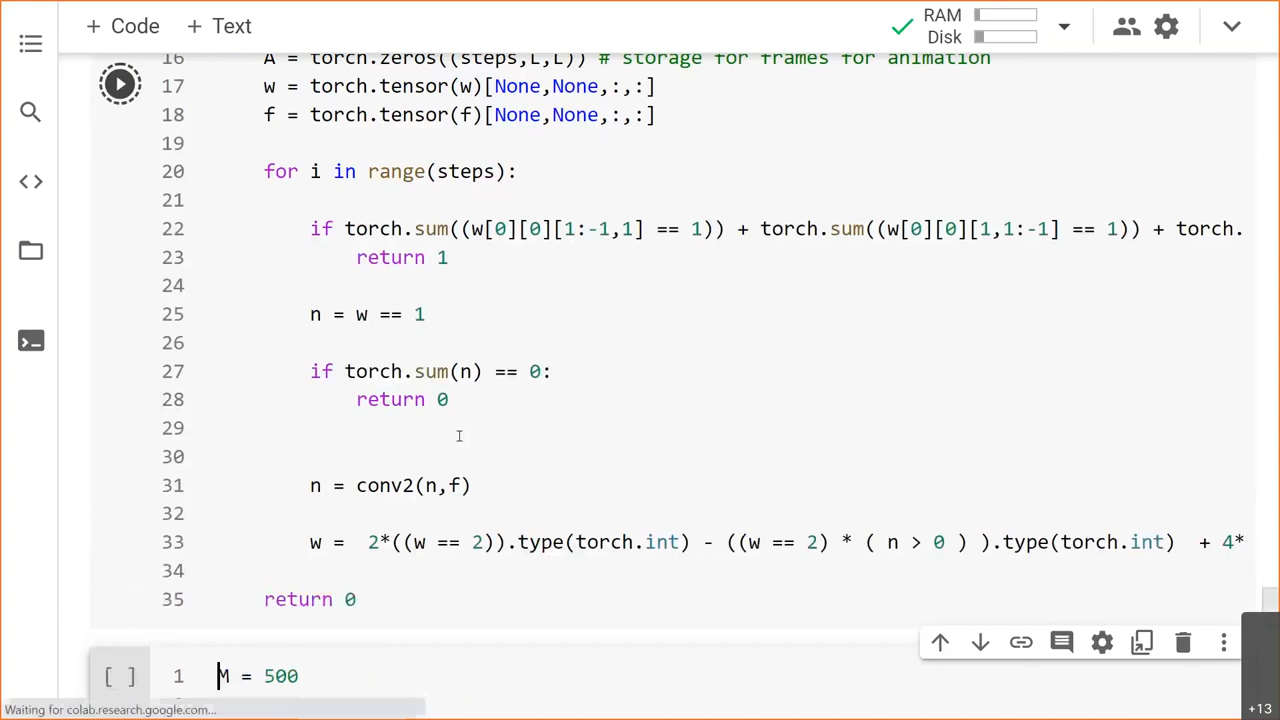 + Code + Text
RAM
Disk
16 A = torch.zeros((steps,L,L)) # storage for frames for animation
17 w = torch.tensor(w)[None,None,:,:]
18 f = torch.tensor(f)[None,None,:,:]
19
20 for i in range(steps):
21
22 if torch.sum((w[0][0][1:-1,1] == 1)) + torch.sum((w[0][0][1,1:-1] == 1)) + torch.
23 return 1
24
25 n = w == 1
26
27 if torch.sum(n) == 0:
28 return 0
29
30
31 n = conv2(n,f)
32
33 w = 2*((w == 2)).type(torch.int) - ((w == 2) * ( n > 0 ) ).type(torch.int) + 4*
34
35 return 0
[ ] 1 M = 500
Waiting for colab.research.google.com...
+13